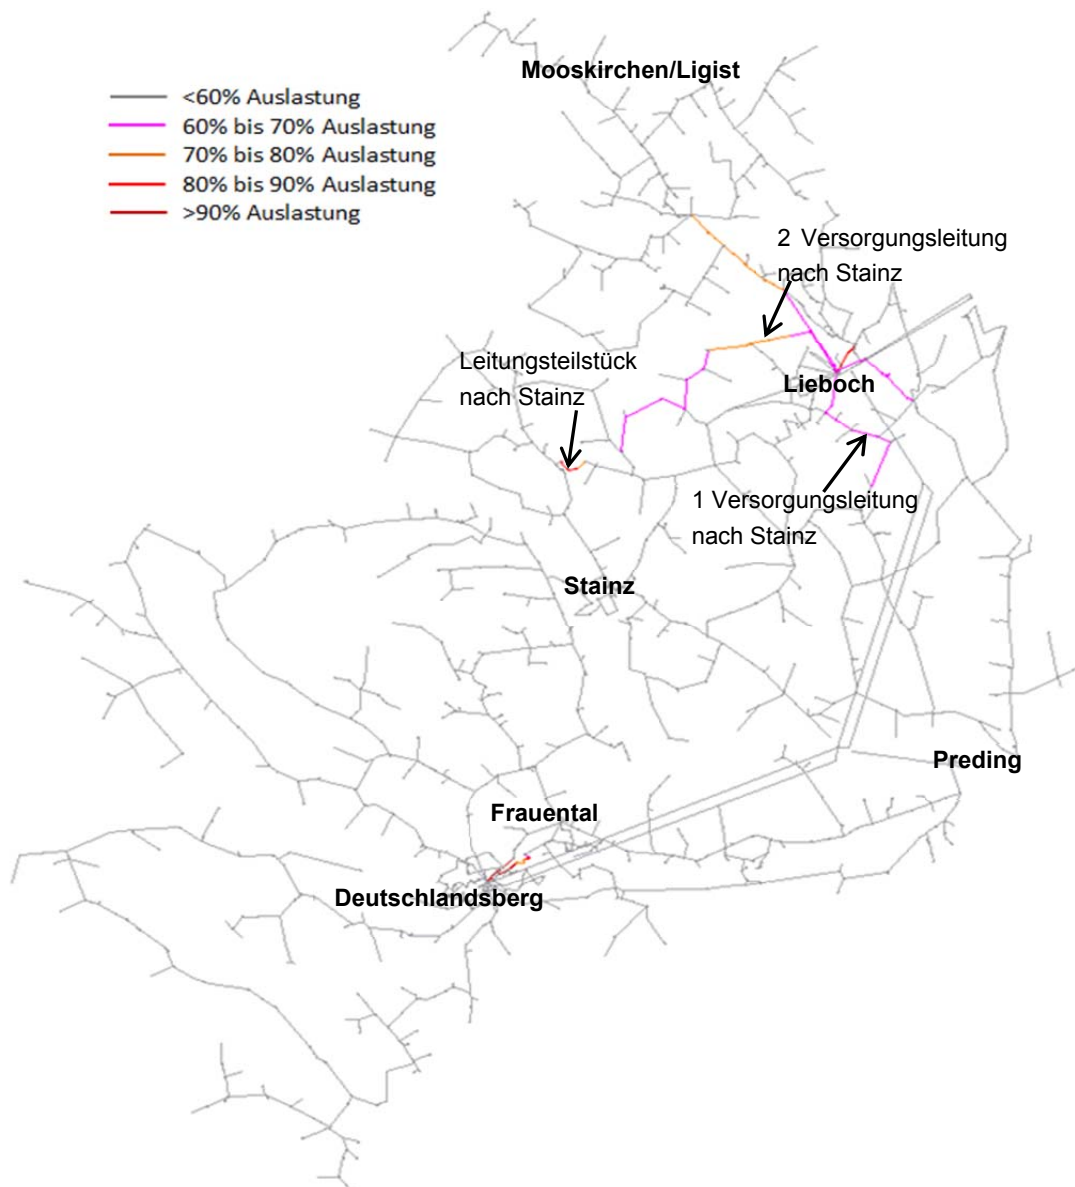 Mooskirchen/Ligist
<60% Auslastung
60% bis 70% Auslastung
70% bis 80% Auslastung
80% bis 90% Auslastung
>90% Auslastung
2 Versorgungsleitung
nach Stainz
Leitungsteilstück
nach Stainz
Lieboch
1 Versorgungsleitung
nach Stainz
Stainz
Preding
Frauental
Deutschlandsberg